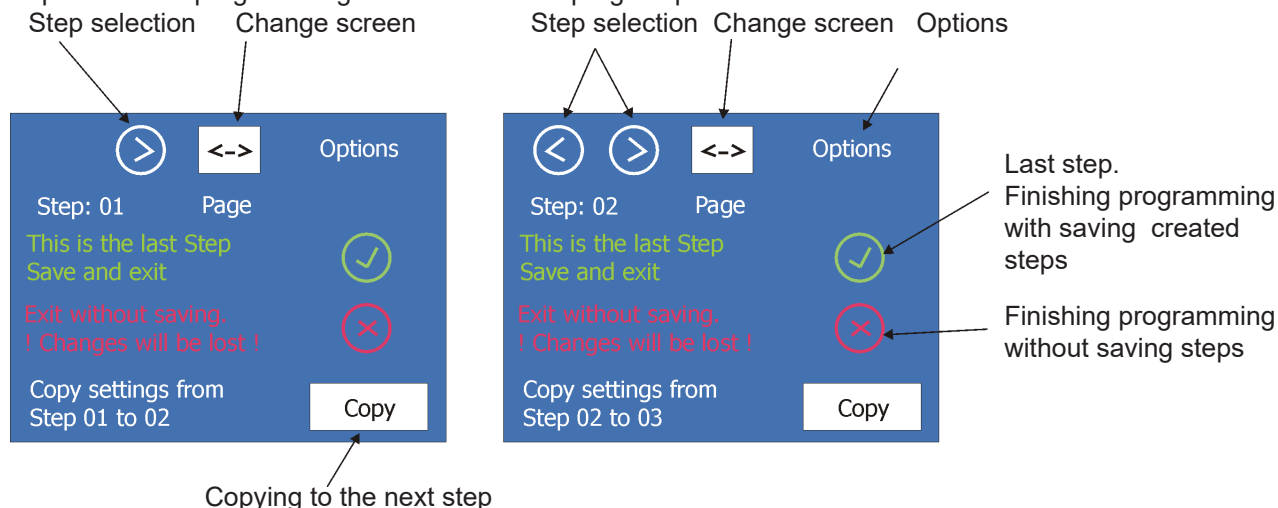 Step selection Change screen
Step selection Change screen Options
<-> Options
Step: 01 Page
This is the last Step
Save and exit
Exit without saving.
! Changes will be lost !
Copy settings from
Step 01 to 02
Copy
<-> Options
Step: 02 Page
This is the last Step
Save and exit
Exit without saving.
! Changes will be lost !
Copy settings from
Step 02 to 03
Copy
Last step.
Finishing programming
with saving created
steps
Finishing programming
without saving steps
Copying to the next step